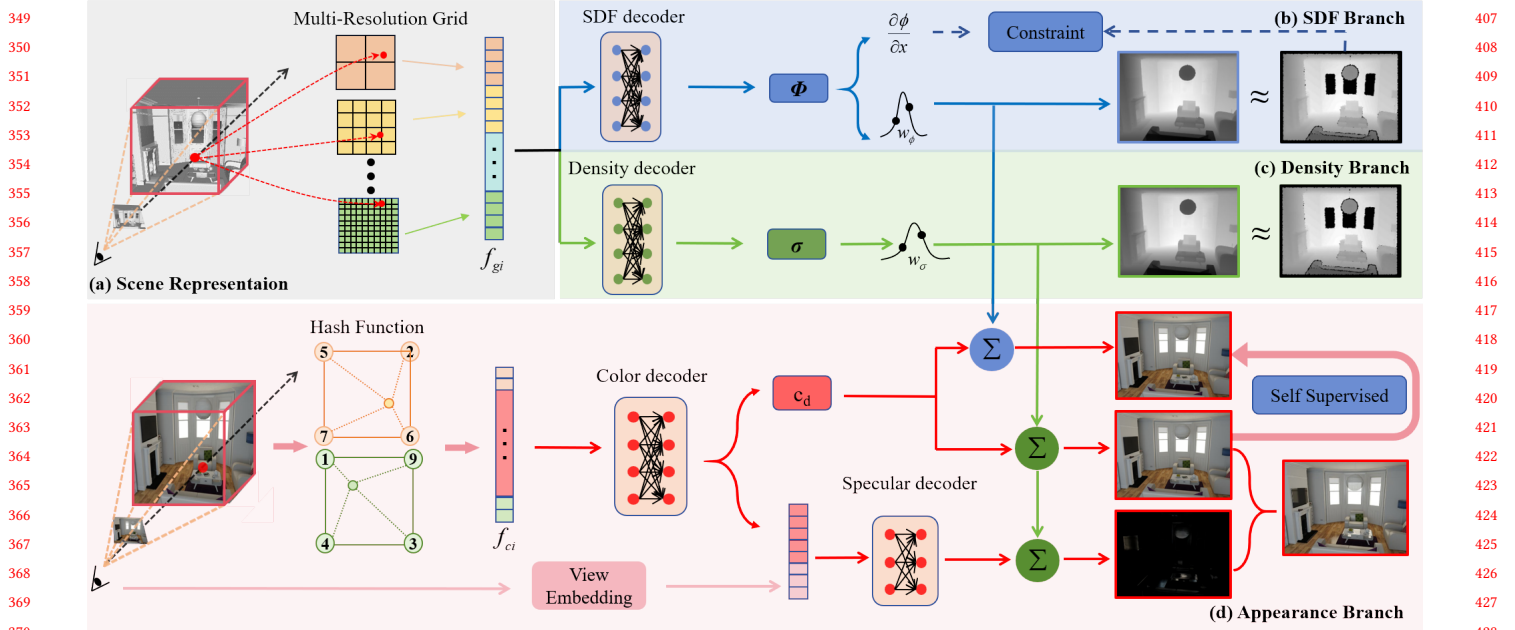 349
350
351
352
353
354
355
356
357
358
359
360
361
362
363
364
365
366
367
368
369
Multi-Resolution Grid
f_gi
(a) Scene Representaion
SDF decoder
Φ
∂ϕ
∂x
w_ϕ
Constraint
(b) SDF Branch
≈
Density decoder
σ
w_σ
(c) Density Branch
≈
Hash Function
5 2
7 6
1 9
4 3
f_ci
Color decoder
c_d
Σ
Σ
Σ
Self Supervised
Specular decoder
View
Embedding
(d) Appearance Branch
407
408
409
410
411
412
413
414
415
416
417
418
419
420
421
422
423
424
425
426
427